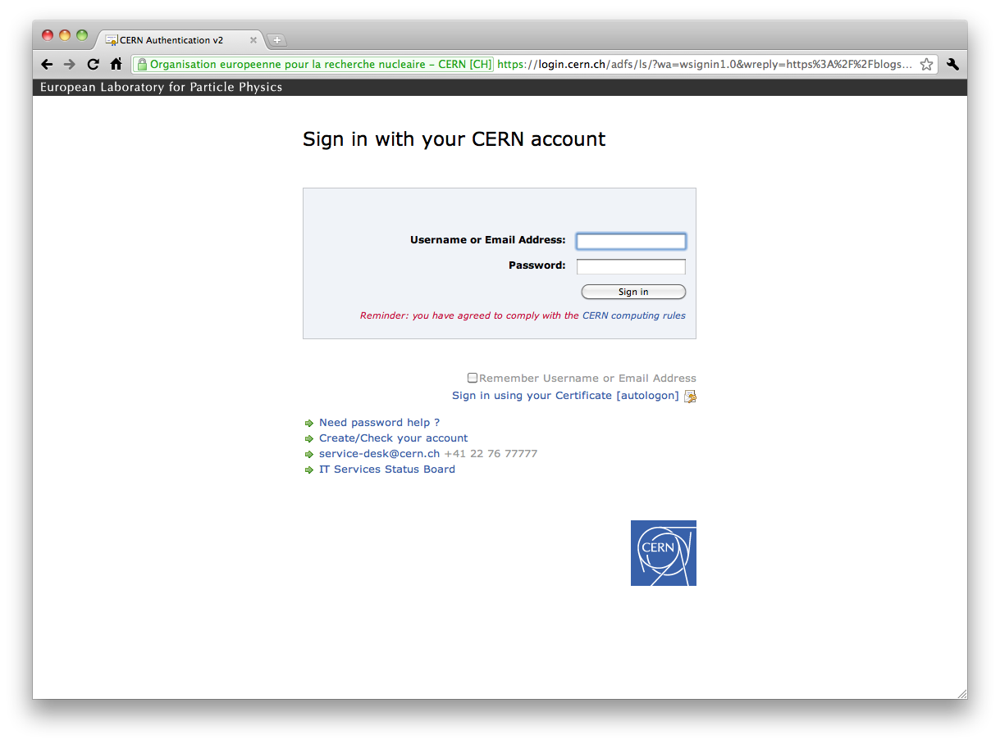 CERN Authentication v2
Organisation europeenne pour la recherche nucleaire – CERN [CH] https://login.cern.ch/adfs/ls/?wa=wsignin1.0&wreply=https%3A%2F%2Fblogs...
European Laboratory for Particle Physics
Sign in with your CERN account
Username or Email Address:
Password:
Sign in
Reminder: you have agreed to comply with the CERN computing rules
Remember Username or Email Address
Sign in using your Certificate [autologon]
Need password help ?
Create/Check your account
service-desk@cern.ch +41 22 76 77777
IT Services Status Board
CERN